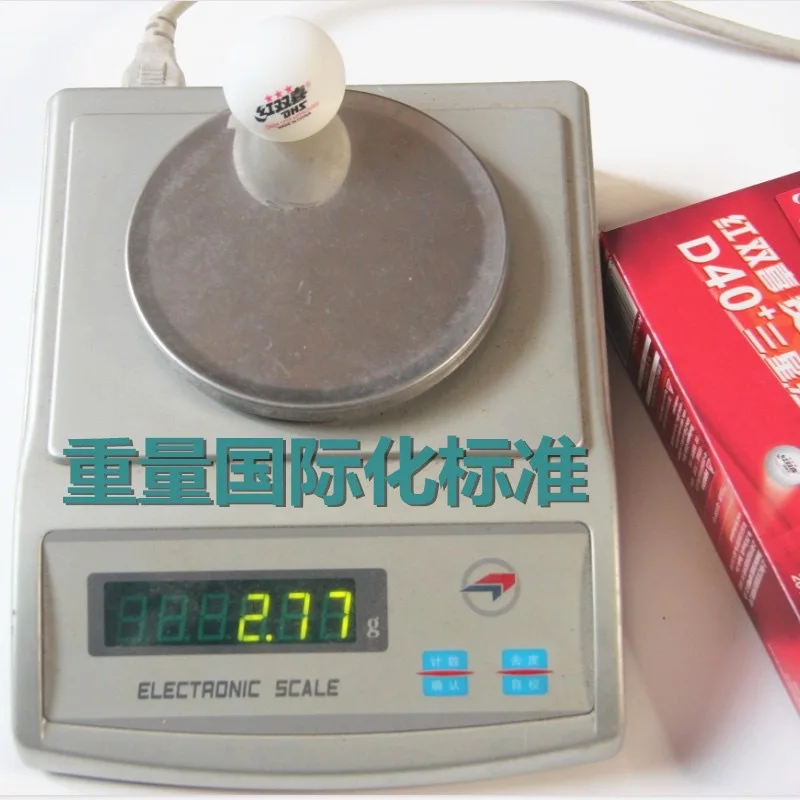 ★★★
红双喜
DHS
红双喜
D40+三星
重量国际化标准
2.77 g
ELECTRONIC SCALE
计数 去皮
确认 自校